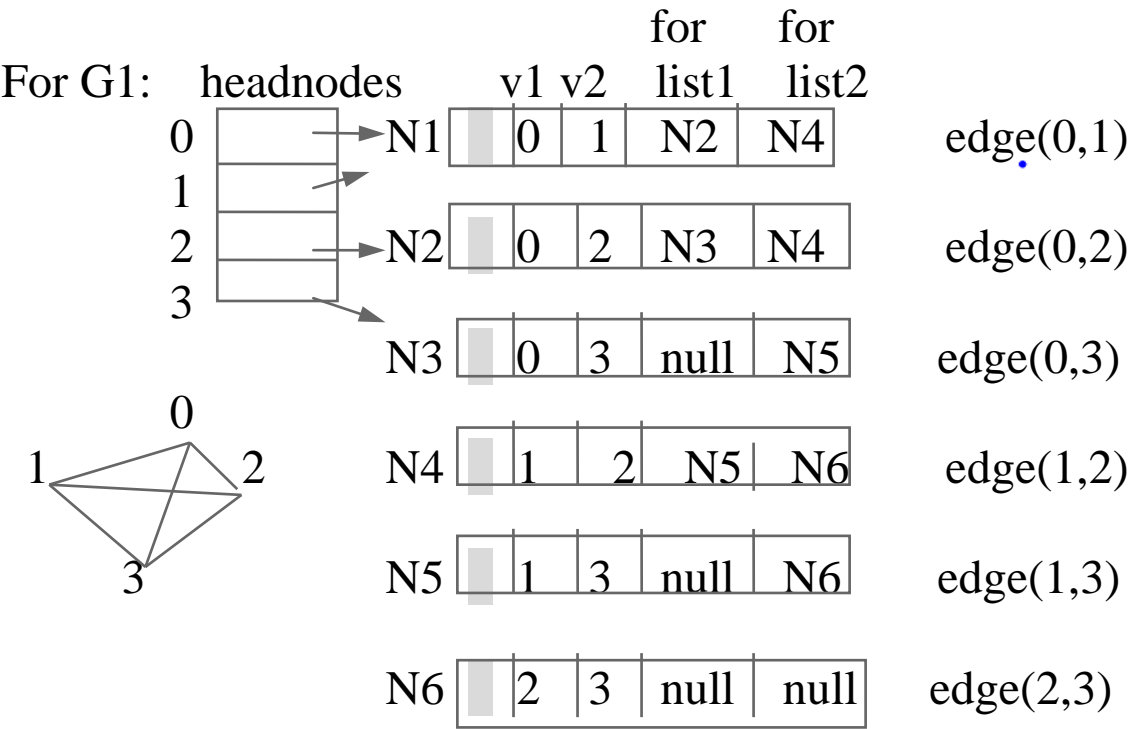 for for
For G1: headnodes v1 v2 list1 list2
0 N1 0 1 N2 N4 edge(0,1)
1
2 N2 0 2 N3 N4 edge(0,2)
3
N3 0 3 null N5 edge(0,3)
0
1 2 N4 1 2 N5 N6 edge(1,2)
3 N5 1 3 null N6 edge(1,3)
N6 2 3 null null edge(2,3)